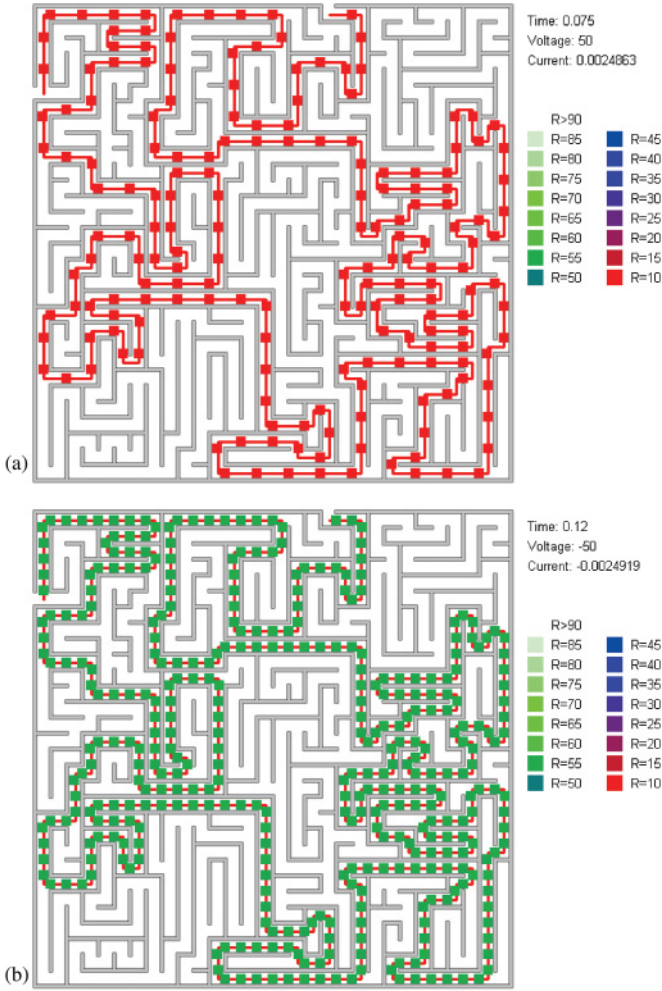 Time: 0.075
Voltage: 50
Current: 0.0024863
R>90
R=85 R=45
R=80 R=40
R=75 R=35
R=70 R=30
R=65 R=25
R=60 R=20
R=55 R=15
R=50 R=10
(a)
Time: 0.12
Voltage: -50
Current: -0.0024919
R>90
R=85 R=45
R=80 R=40
R=75 R=35
R=70 R=30
R=65 R=25
R=60 R=20
R=55 R=15
R=50 R=10
(b)